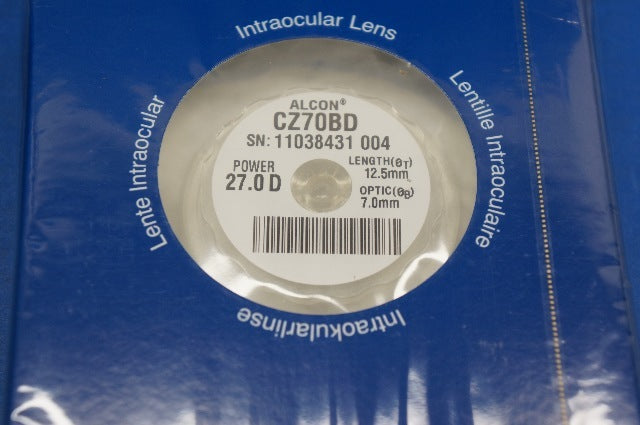 Intraocular Lens
Lente Intraocular
Lentille Intraoculaire
ALCON®
CZ70BD
SN: 11038431 004
POWER
27.0 D
LENGTH(ØT)
12.5mm
OPTIC(ØB)
7.0mm
Intraokularlinse